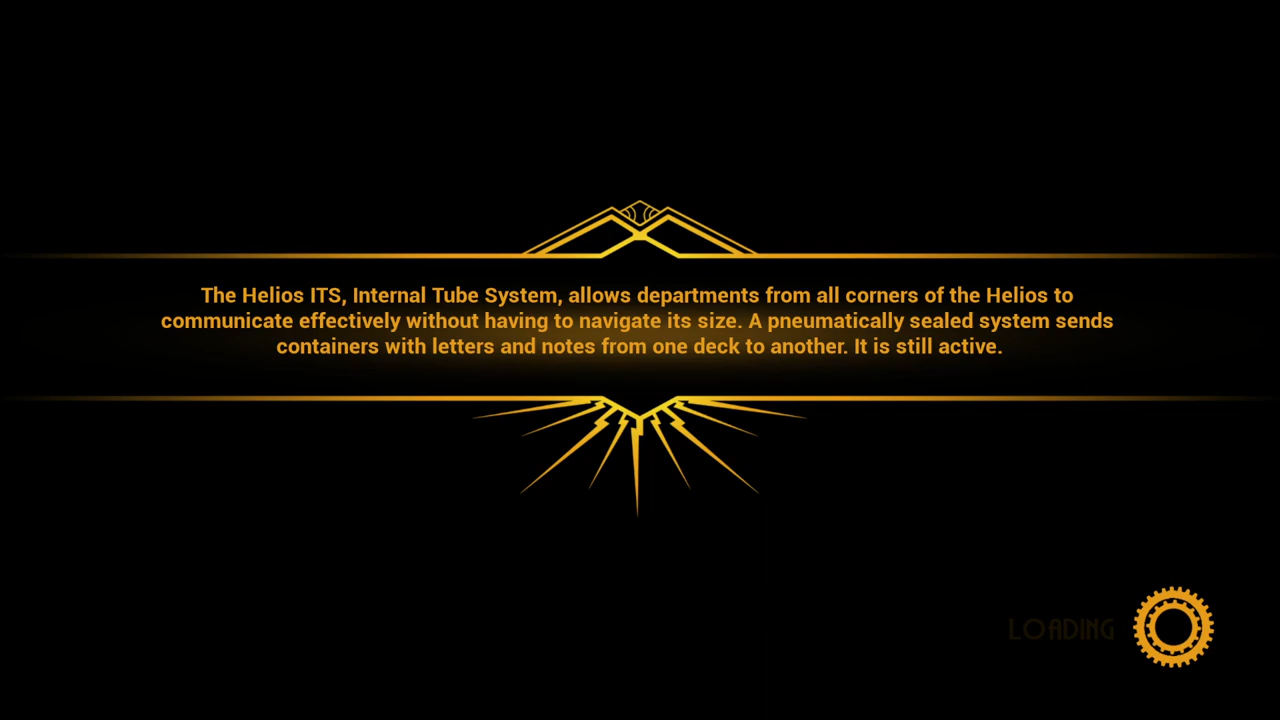 The Helios ITS, Internal Tube System, allows departments from all corners of the Helios to
communicate effectively without having to navigate its size. A pneumatically sealed system sends
containers with letters and notes from one deck to another. It is still active.
LOADING